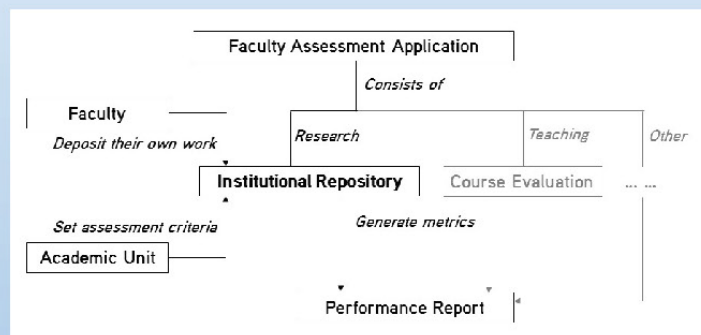 Faculty Assessment Application
Consists of
Faculty
Deposit their own work
Research
Teaching
Other
Institutional Repository
Course Evaluation
... ...
Set assessment criteria
Generate metrics
Academic Unit
Performance Report